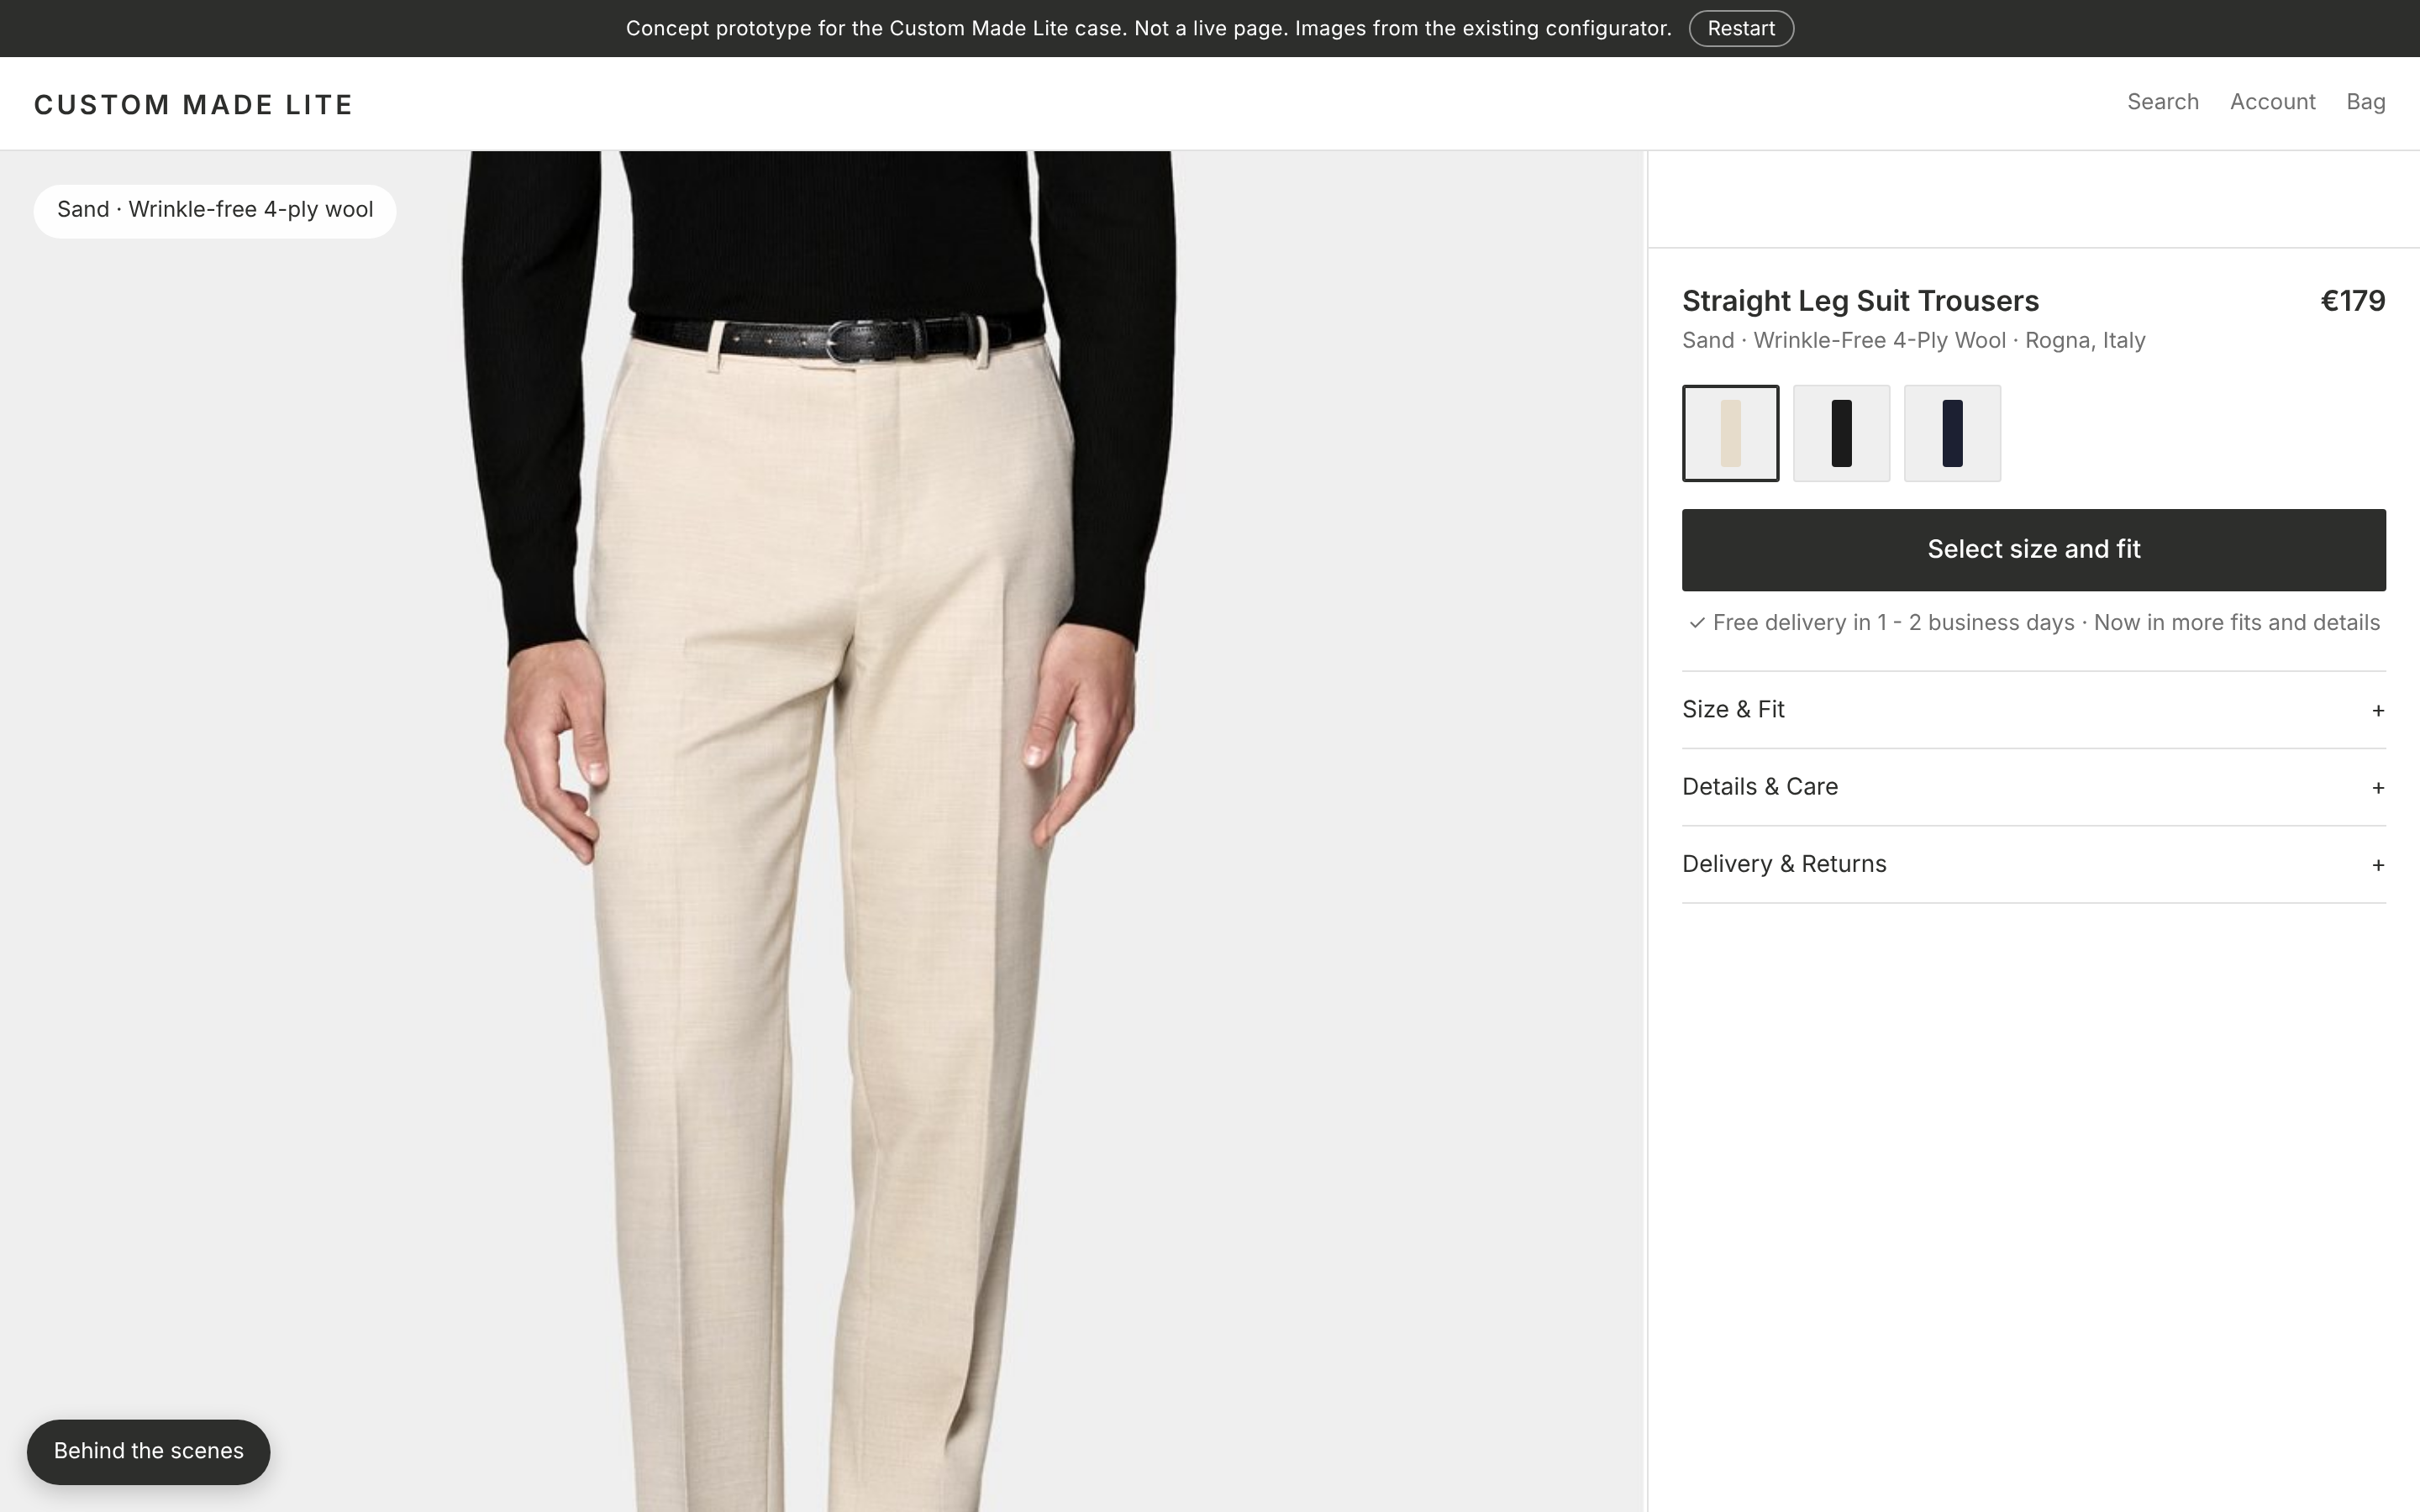 Concept prototype for the Custom Made Lite case. Not a live page. Images from the existing configurator. Restart
CUSTOM MADE LITE
Search Account Bag
Sand · Wrinkle-free 4-ply wool
Straight Leg Suit Trousers €179
Sand · Wrinkle-Free 4-Ply Wool · Rogna, Italy
Select size and fit
✓ Free delivery in 1 - 2 business days · Now in more fits and details
Size & Fit +
Details & Care +
Delivery & Returns +
Behind the scenes